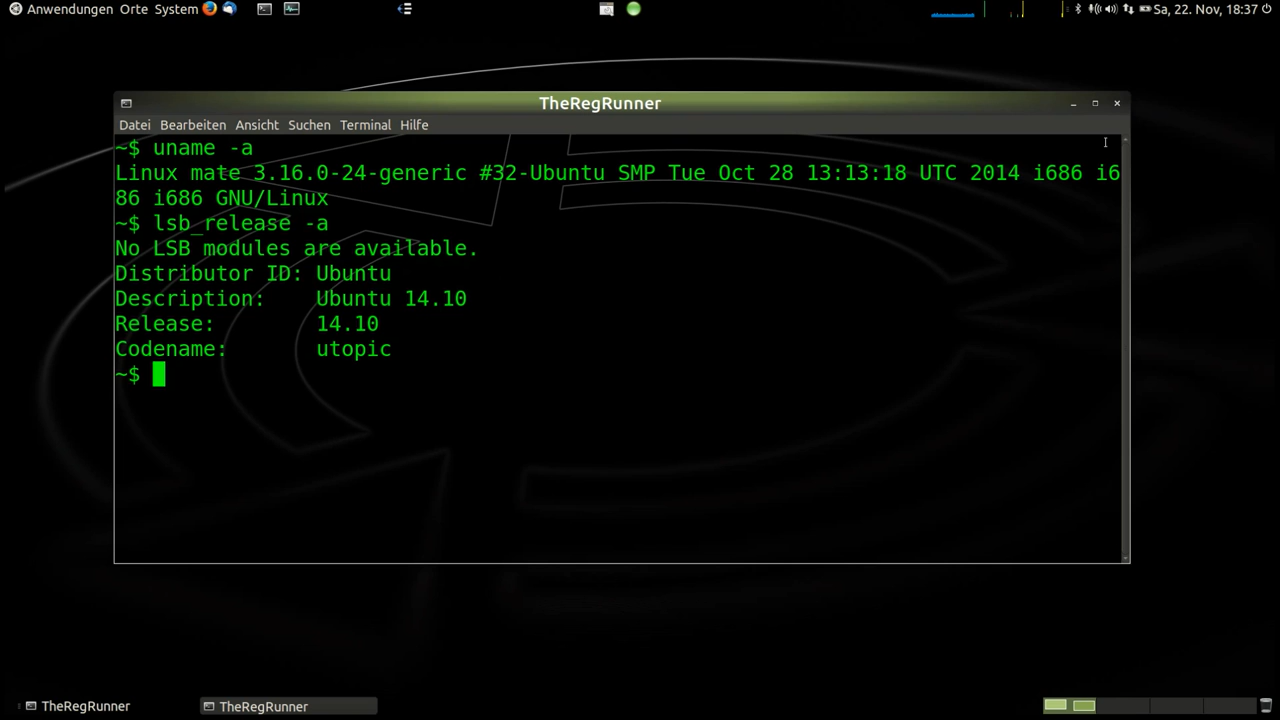 Anwendungen Orte System
Sa, 22. Nov, 18:37
TheRegRunner
Datei Bearbeiten Ansicht Suchen Terminal Hilfe
~$ uname -a
Linux mate 3.16.0-24-generic #32-Ubuntu SMP Tue Oct 28 13:13:18 UTC 2014 i686 i6
86 i686 GNU/Linux
~$ lsb_release -a
No LSB modules are available.
Distributor ID: Ubuntu
Description: Ubuntu 14.10
Release: 14.10
Codename: utopic
~$
TheRegRunner
TheRegRunner